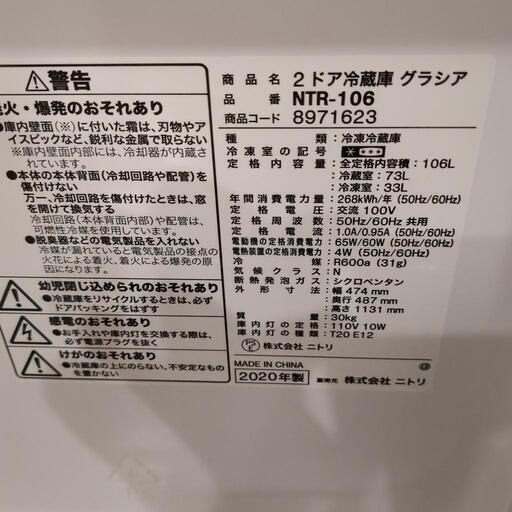 警告
火・爆発のおそれあり
●庫内壁面(※)に付いた霜は、刃物やア
イスピックなど、鋭利な金属で取らない
※庫内壁面内部には、冷却器が内蔵さ
れています。
●本体の本体背面(冷却回路や配管)を
傷付けない
万一、冷却回路を傷付けたときは、窓を
開けて換気する
冷却回路(本体背面内部)や配管は、
可燃性冷媒を使用しています。
●脱臭器などの電気製品を入れない
冷媒が漏れていると電気製品の接点の
火花による着火、着火による爆発の原
因になります。
幼児閉じ込められのおそれあり
●冷蔵庫をリサイクルするときは、必ず
ドアパッキングをはずす
感電のおそれあり
●お手入れや庫内灯を交換する際は、
必ず電源プラグを抜く
けがのおそれあり
●冷蔵庫の上にのらない、不安定なもの
を置かない
商品名 2ドア冷蔵庫 グラシア
品番 NTR-106
商品コード 8971623
種類:冷凍冷蔵庫
冷凍室の記号:
定格内容積:全定格内容積:106L
冷蔵室:73L
冷凍室:33L
年間消費電力量:268kWh/年 (50Hz/60Hz)
定格電圧:交流 100V
定格周波数:50Hz/60Hz 共用
定格電流:1.0A/0.95A (50Hz/60Hz)
電動機の定格消費電力:65W/60W (50Hz/60Hz)
電熱装置の定格消費電力:4W (50Hz/60Hz)
冷媒:R600a (31g)
気候クラス:N
断熱発泡ガス:シクロペンタン
外形寸法:幅 474 mm
奥行 487 mm
高さ 1131 mm
質量:30kg
庫内灯の定格:110V 10W
庫内灯の種類:T20 E12
PSE 株式会社 ニトリ
MADE IN CHINA
2020年製 販売元 株式会社 ニトリ